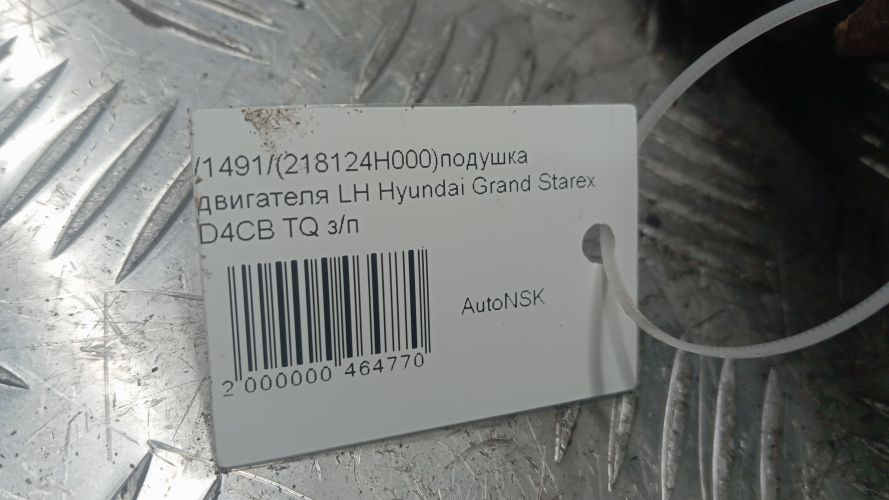 /1491/(218124H000)подушка
двигателя LH Hyundai Grand Starex
D4CB TQ з/п
AutoNSK
2 000000 464770